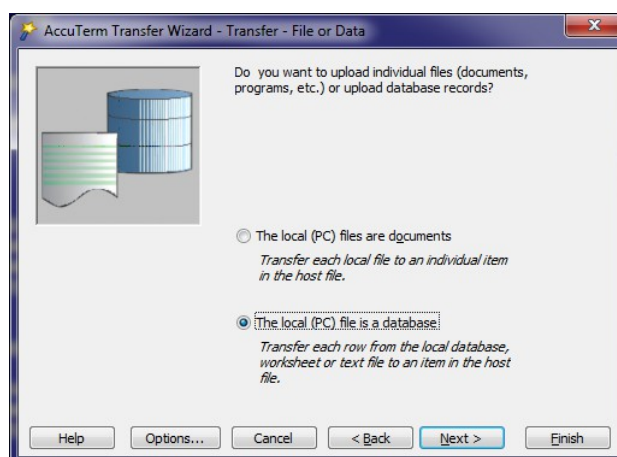 AccuTerm Transfer Wizard - Transfer - File or Data
Do you want to upload individual files (documents,
programs, etc.) or upload database records?
The local (PC) files are documents
Transfer each local file to an individual item
in the host file.
The local (PC) file is a database
Transfer each row from the local database,
worksheet or text file to an item in the host
file.
Help Options... Cancel < Back Next > Finish